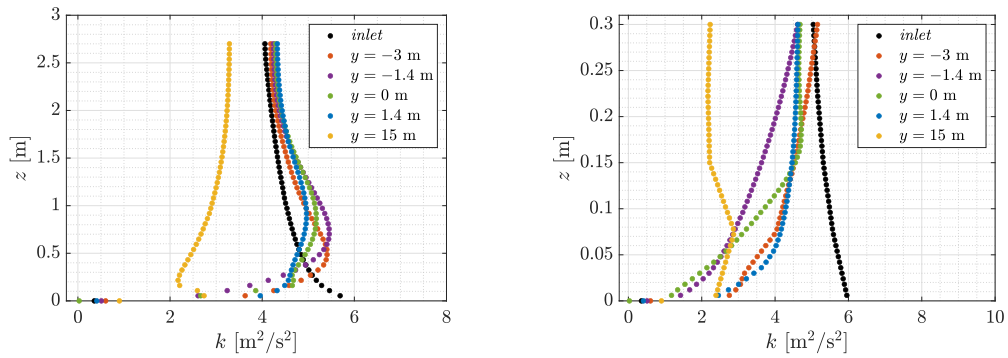 3
2.5
2
1.5
1
0.5
0
z [m]
0 2 4 6 8
k [m²/s²]
inlet
y = −3 m
y = −1.4 m
y = 0 m
y = 1.4 m
y = 15 m
0.3
0.25
0.2
0.15
0.1
0.05
0
z [m]
0 2 4 6 8 10
k [m²/s²]
inlet
y = −3 m
y = −1.4 m
y = 0 m
y = 1.4 m
y = 15 m